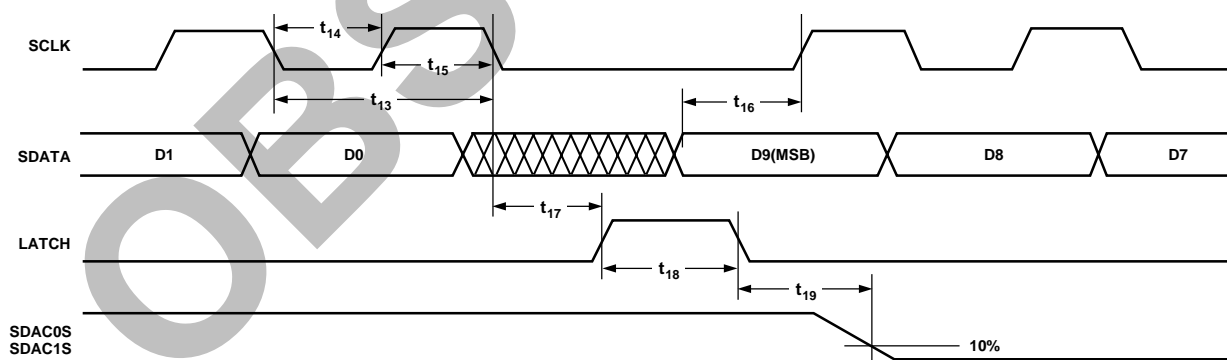 SCLK
t14
t15
t13
t16
SDATA
D1
D0
D9(MSB)
D8
D7
t17
LATCH
t18
t19
SDAC0S
SDAC1S
10%
OBS